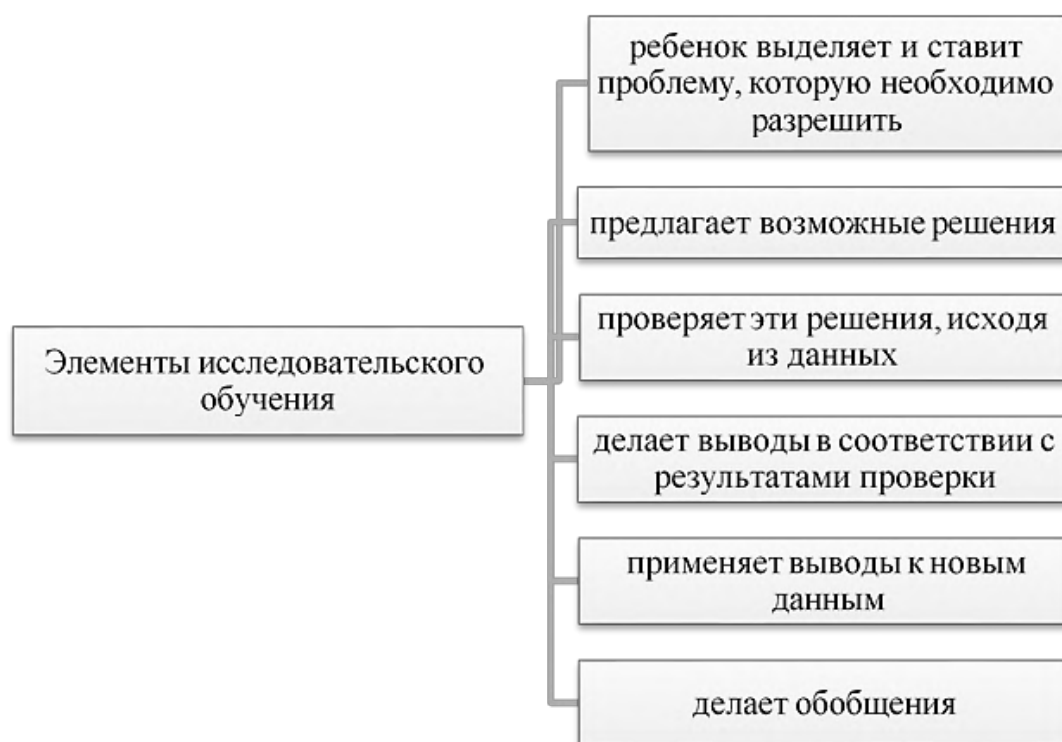 ребенок выделяет и ставит
проблему, которую необходимо
разрешить
предлагает возможные решения
проверяет эти решения, исходя
из данных
Элементы исследовательского
обучения
делает выводы в соответствии с
результатами проверки
применяет выводы к новым
данным
делает обобщения